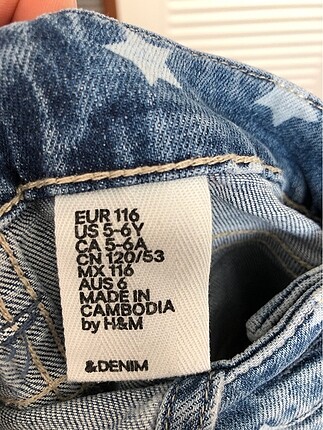 EUR 116
US 5-6Y
CA 5-6A
CN 120/53
MX 116
AUS 6
MADE IN
CAMBODIA
by H&M
&DENIM